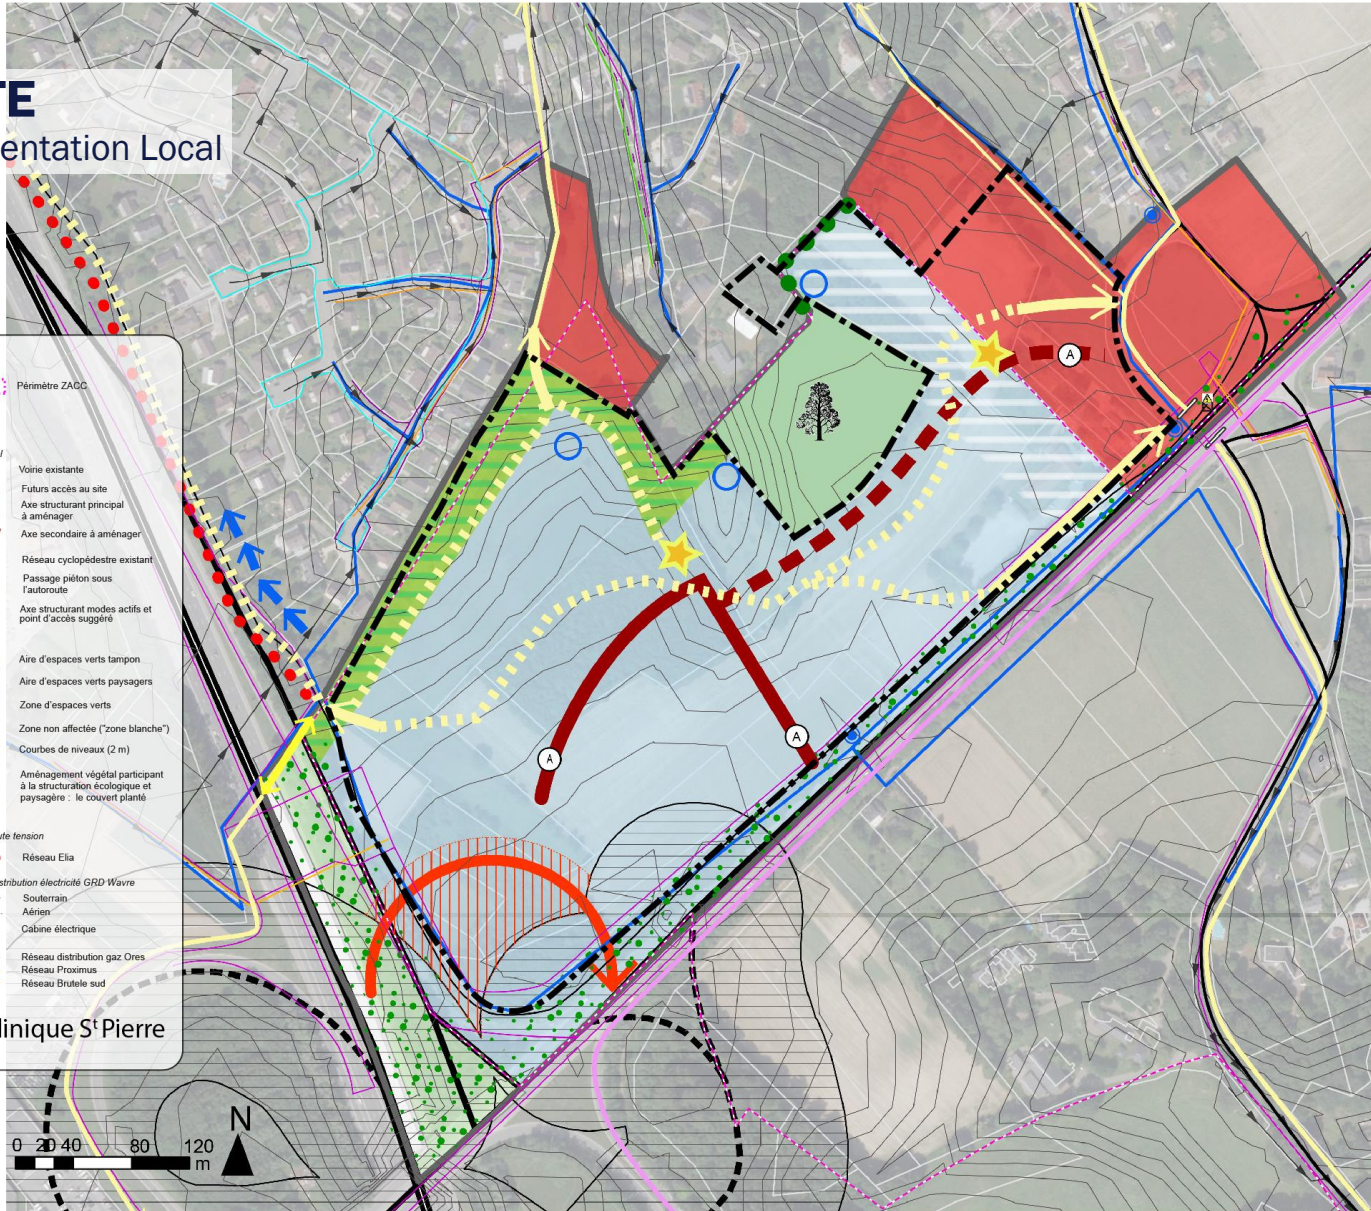 TE
entation Local
Périmètre ZACC
Voirie existante
Futurs accès au site
Axe structurant principal
à aménager
Axe secondaire à aménager
Réseau cyclopédestre existant
Passage piéton sous
l'autoroute
Axe structurant modes actifs et
point d'accès suggéré
Aire d'espaces verts tampon
Aire d'espaces verts paysagers
Zone d'espaces verts
Zone non affectée ("zone blanche")
Courbes de niveaux (2 m)
Aménagement végétal participant
à la structuration écologique et
paysagère : le couvert planté
ute tension
Réseau Elia
stribution électricité GRD Wavre
Souterrain
Aérien
Cabine électrique
Réseau distribution gaz Ores
Réseau Proximus
Réseau Brutele sud
linique St Pierre
A
A
A
N
0 20 40 80 120
m